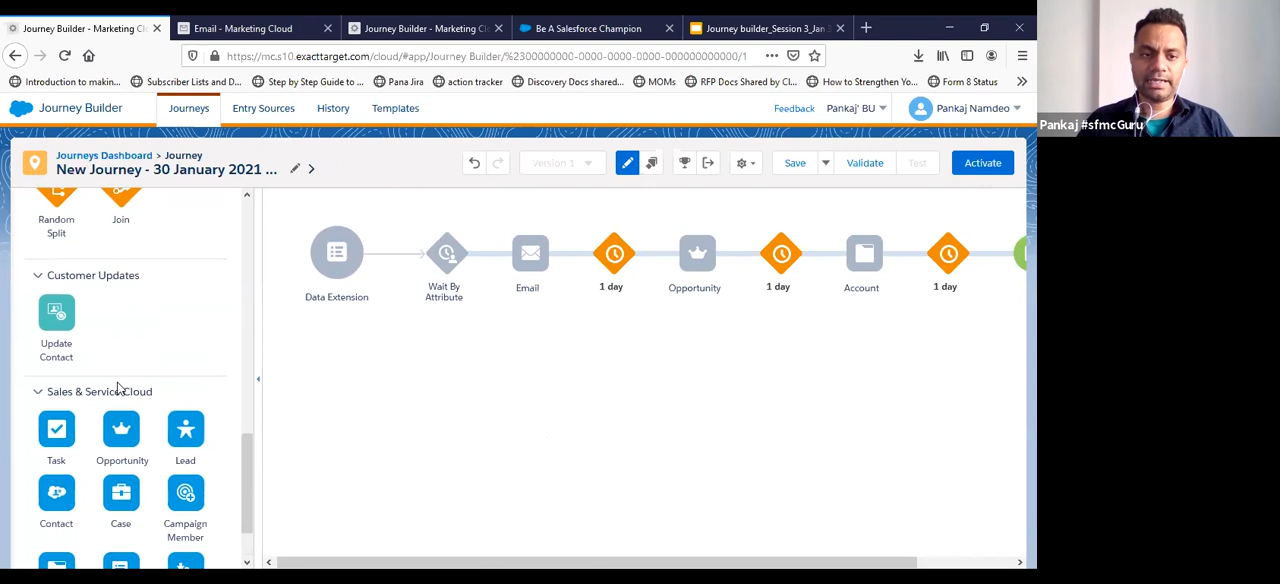 Journey Builder - Marketing Clo
Email - Marketing Cloud
Journey Builder - Marketing Cl
Be A Salesforce Champion
Journey builder_Session 3_Jan 3
https://mc.s10.exacttarget.com/cloud/#app/Journey Builder/%2300000000-0000-0000-0000-000000000000/1
Introduction to makin...
Subscriber Lists and D...
Step by Step Guide to ...
Pana Jira
action tracker
Discovery Docs shared...
MOMs
RFP Docs Shared by Cl...
How to Strengthen Yo...
Form 8 Status
Journey Builder
Journeys
Entry Sources
History
Templates
Feedback
Pankaj' BU
Pankaj Namdeo
Pankaj #sfmcGuru
Journeys Dashboard > Journey
New Journey - 30 January 2021 ...
Version 1
Save
Validate
Test
Activate
Random Split
Join
Customer Updates
Update Contact
Sales & Service Cloud
Task
Opportunity
Lead
Contact
Case
Campaign Member
Data Extension
Wait By Attribute
Email
1 day
Opportunity
1 day
Account
1 day